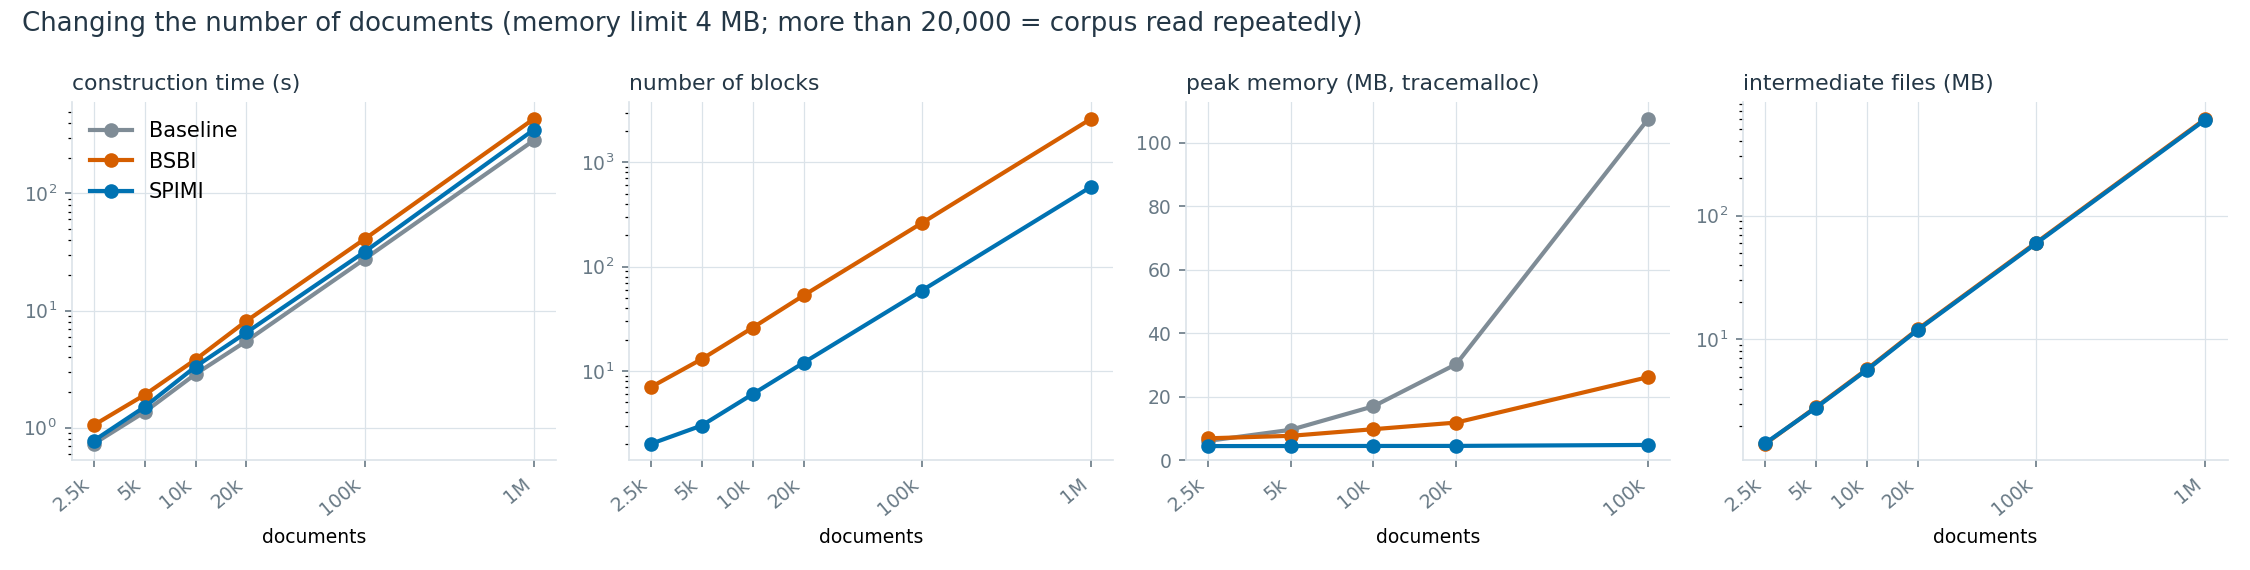 Changing the number of documents (memory limit 4 MB; more than 20,000 = corpus read repeatedly)
construction time (s)
Baseline
BSBI
SPIMI
10²
10¹
10⁰
2.5k 5k 10k 20k 100k 1M
documents
number of blocks
10³
10²
10¹
2.5k 5k 10k 20k 100k 1M
documents
peak memory (MB, tracemalloc)
100
80
60
40
20
0
2.5k 5k 10k 20k 100k
documents
intermediate files (MB)
10²
10¹
2.5k 5k 10k 20k 100k 1M
documents